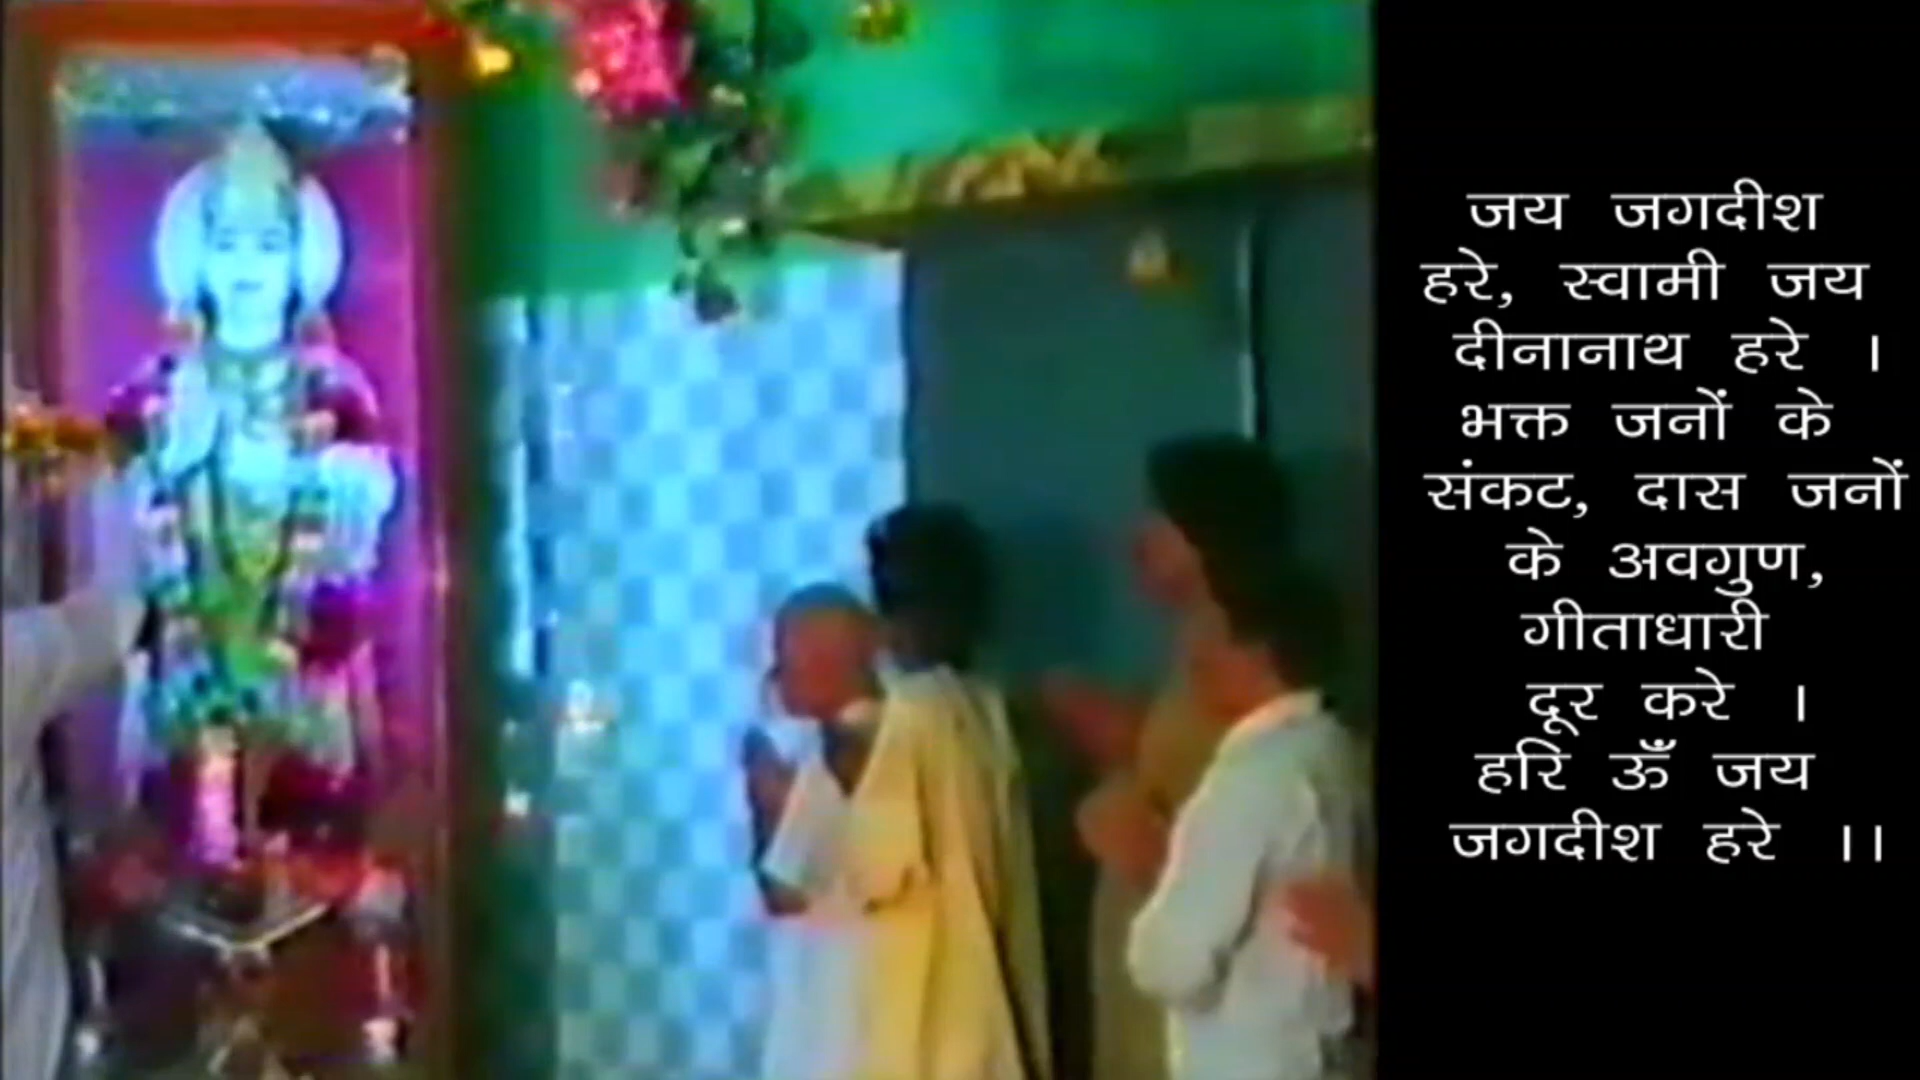 जय जगदीश
हरे, स्वामी जय
दीनानाथ हरे ।
भक्त जनों के
संकट, दास जनों
के अवगुण,
गीताधारी
दूर करे ।
हरि ऊँ जय
जगदीश हरे ।।